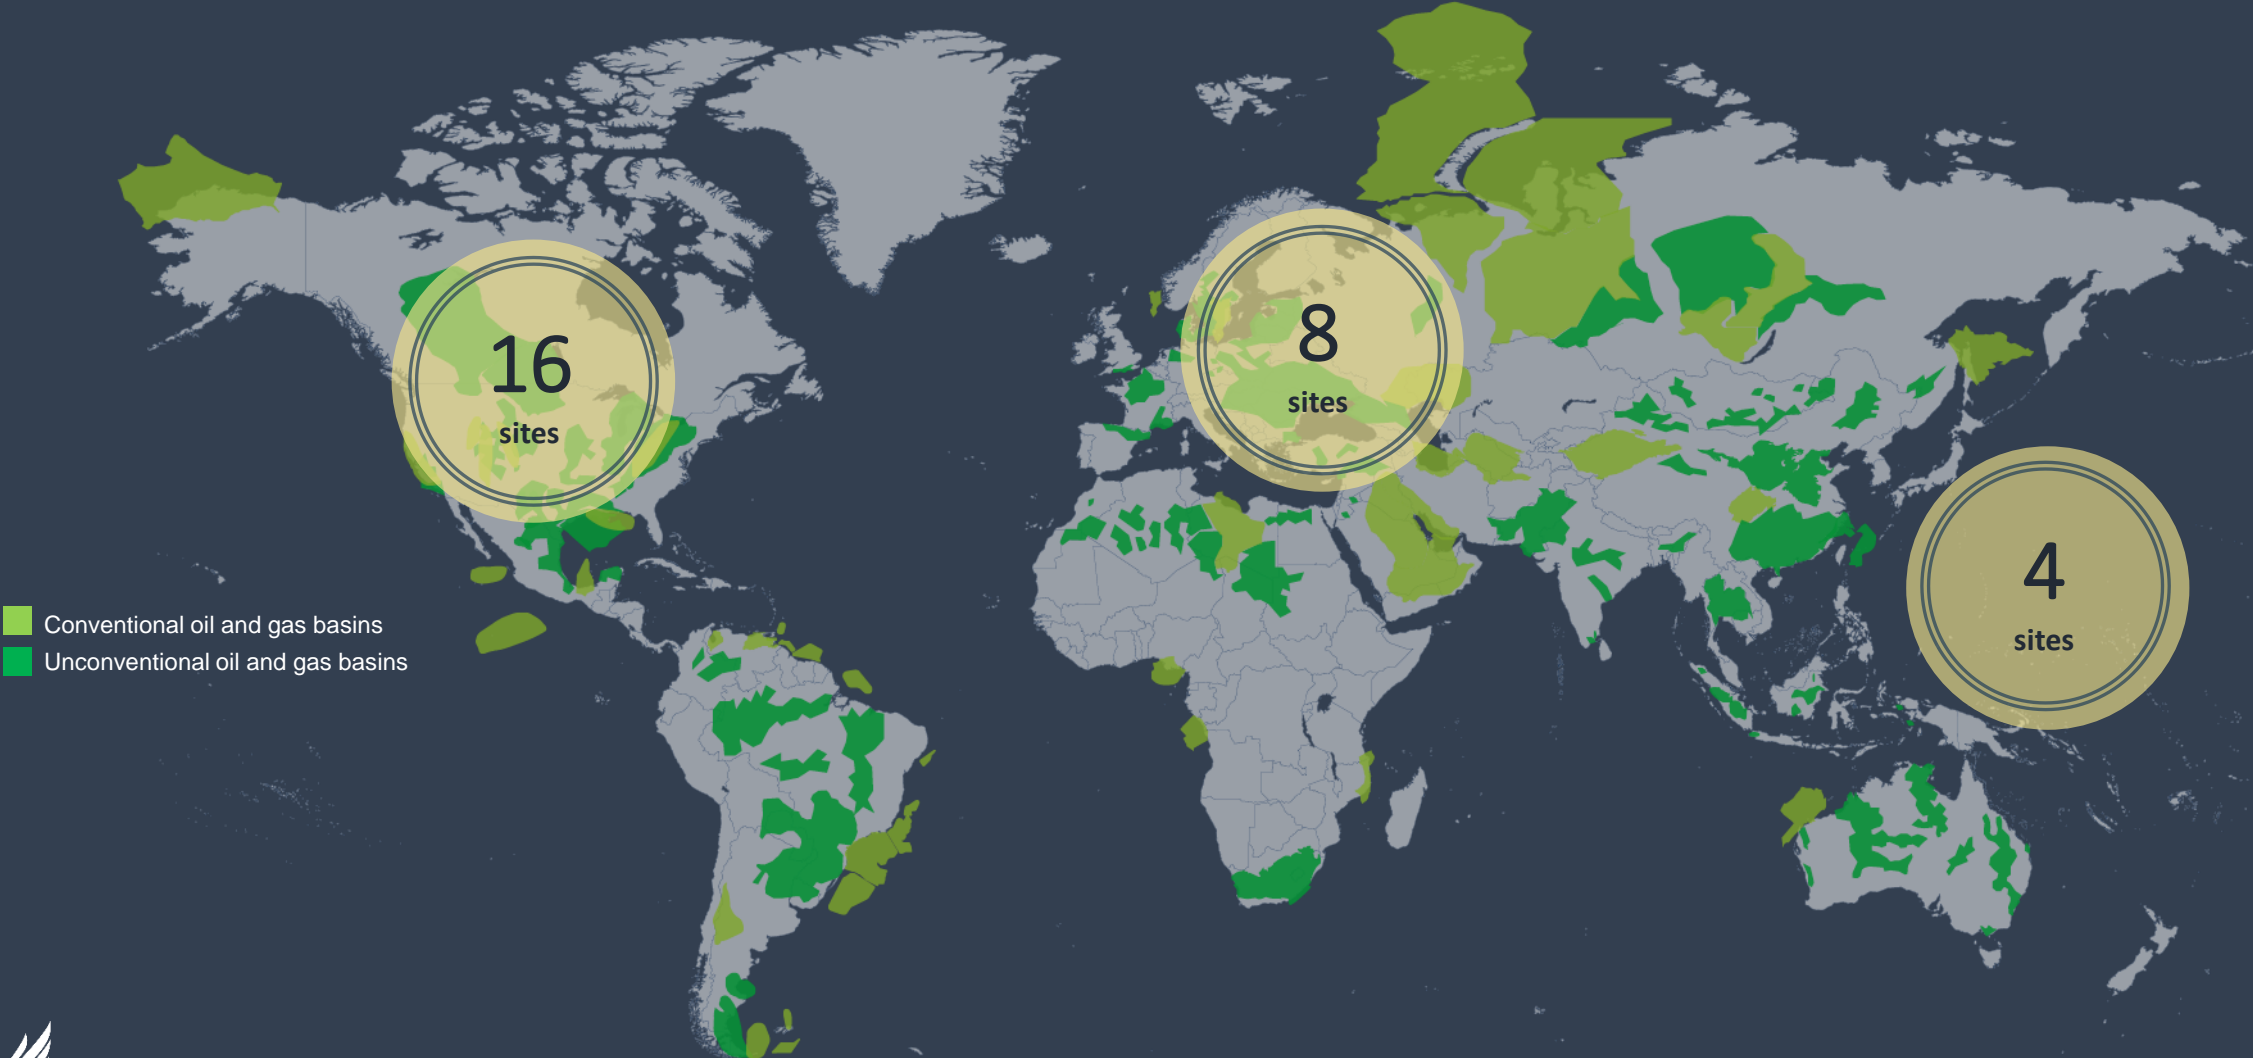 16
sites
8
sites
4
sites
Conventional oil and gas basins
Unconventional oil and gas basins